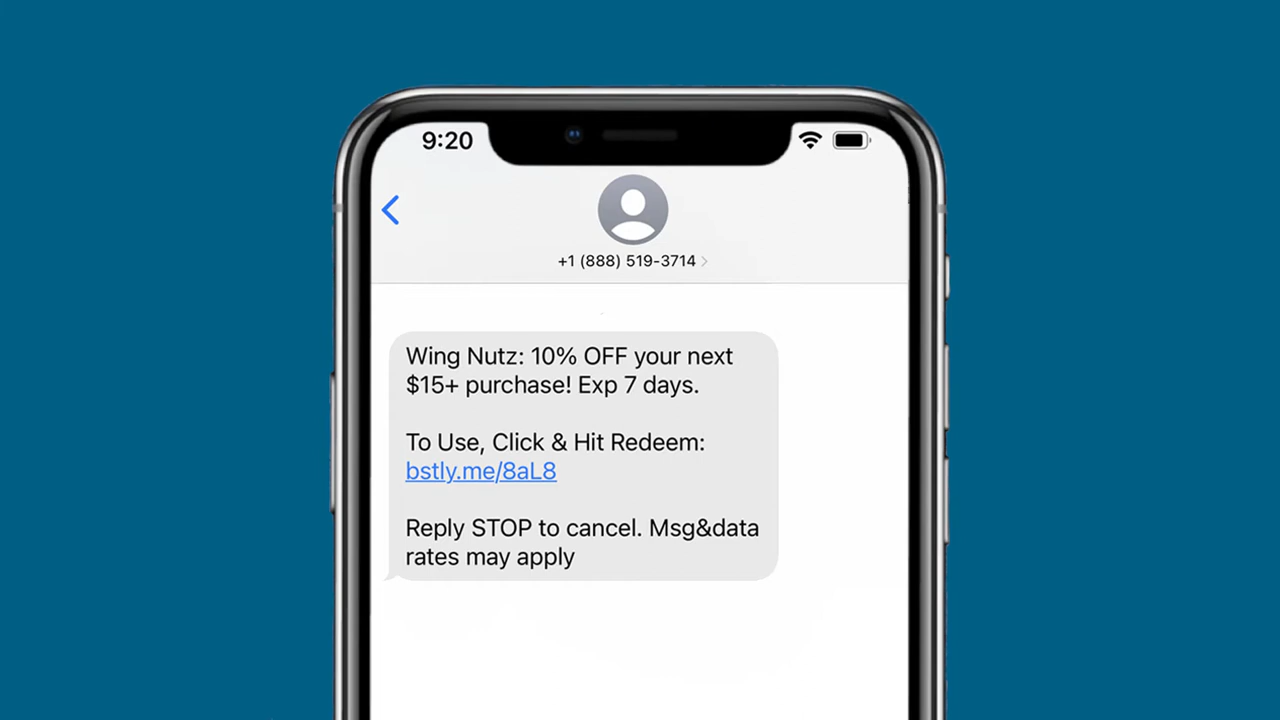 9:20
+1 (888) 519-3714
Wing Nutz: 10% OFF your next
$15+ purchase! Exp 7 days.
To Use, Click & Hit Redeem:
bstly.me/8aL8
Reply STOP to cancel. Msg&data
rates may apply